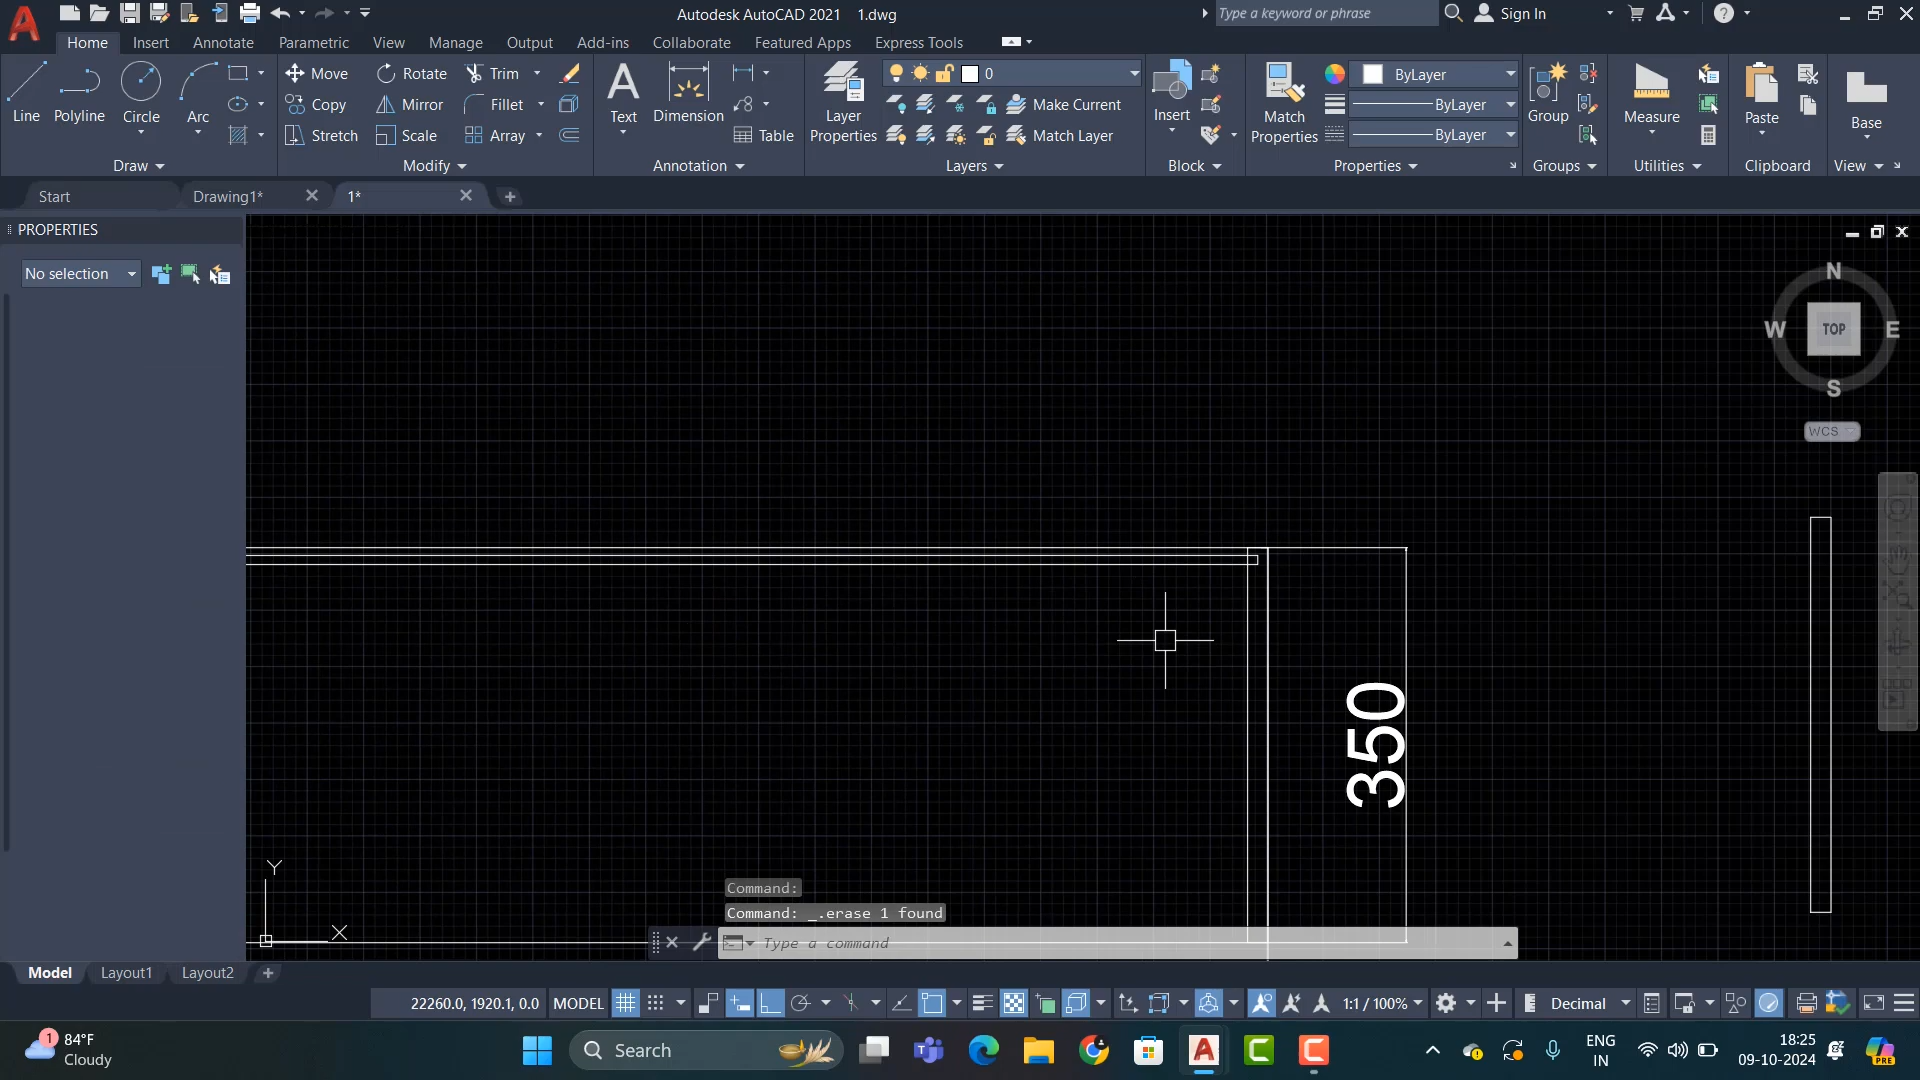 Autodesk AutoCAD 2021 1.dwg
Type a keyword or phrase
Sign In
Home Insert Annotate Parametric View Manage Output Add-ins Collaborate Featured Apps Express Tools
Line Polyline Circle Arc
Draw
Move Rotate Trim
Copy Mirror Fillet
Stretch Scale Array
Modify
Text Dimension Table
Annotation
Layer Properties
0
Make Current
Match Layer
Layers
Insert
Block
Match Properties
ByLayer
ByLayer
ByLayer
Properties
Group
Groups
Measure
Utilities
Paste
Clipboard
Base
View
Start Drawing1* 1*
PROPERTIES
No selection
N
W TOP E
S
WCS
350
Y
X
Command:
Command: _.erase 1 found
Type a command
Model Layout1 Layout2
22260.0, 1920.1, 0.0 MODEL 1:1 / 100% Decimal
1
84°F
Cloudy
Search
ENG
IN
18:25
09-10-2024
PRE